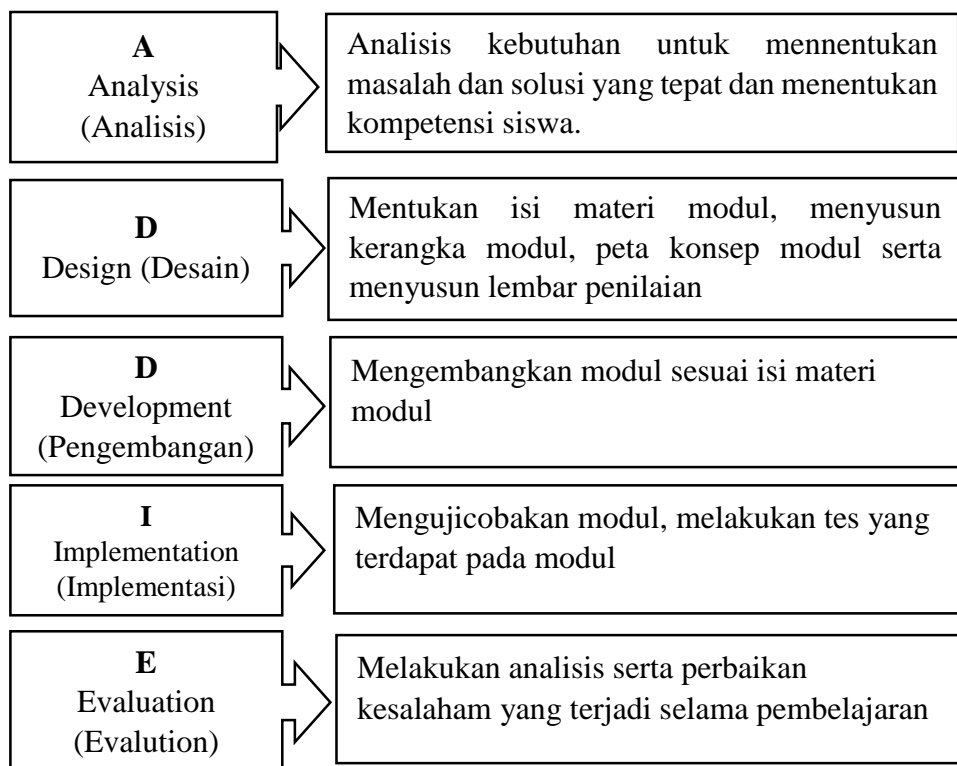 A
Analysis
(Analisis)
Analisis kebutuhan untuk mennentukan
masalah dan solusi yang tepat dan menentukan
kompetensi siswa.
D
Design (Desain)
Mentukan isi materi modul, menyusun
kerangka modul, peta konsep modul serta
menyusun lembar penilaian
D
Development
(Pengembangan)
Mengembangkan modul sesuai isi materi
modul
I
Implementation
(Implementasi)
Mengujicobakan modul, melakukan tes yang
terdapat pada modul
E
Evaluation
(Evalution)
Melakukan analisis serta perbaikan
kesalaham yang terjadi selama pembelajaran